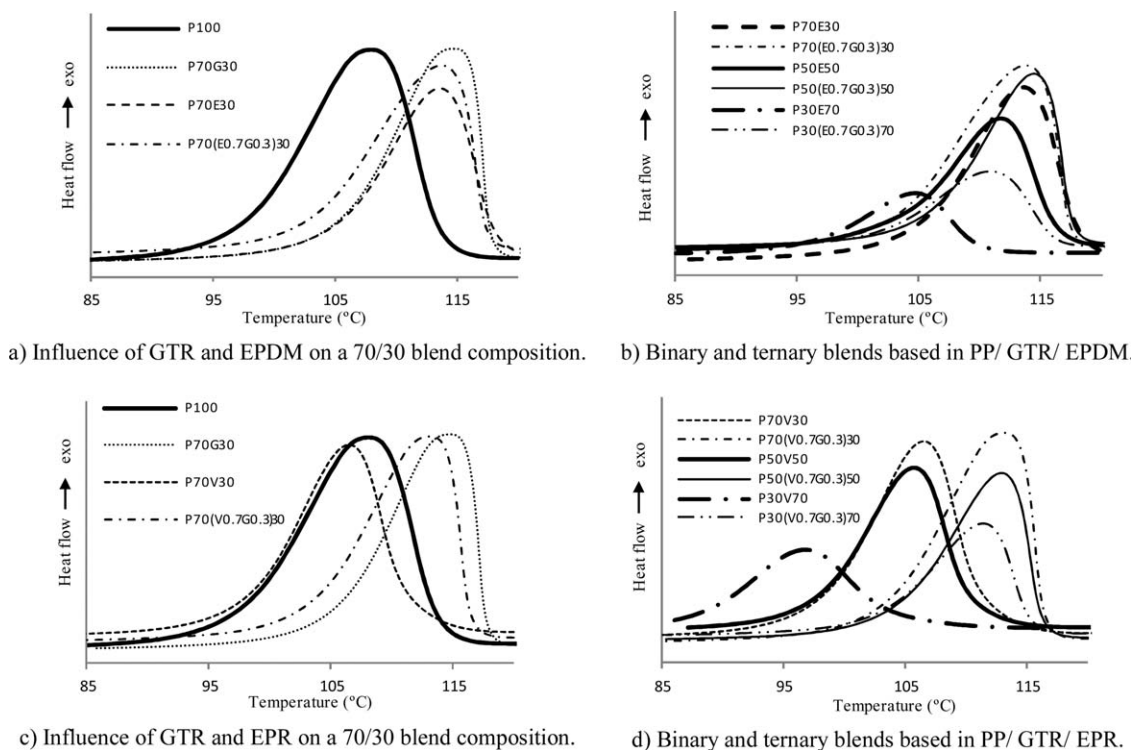 Heat flow → exo
P100
P70G30
P70E30
P70(E0.7G0.3)30
85
95
105
115
Temperature (ºC)
a) Influence of GTR and EPDM on a 70/30 blend composition.
Heat flow → exo
P70E30
P70(E0.7G0.3)30
P50E50
P50(E0.7G0.3)50
P30E70
P30(E0.7G0.3)70
85
95
105
115
Temperature (ºC)
b) Binary and ternary blends based in PP/ GTR/ EPDM.
Heat flow → exo
P100
P70G30
P70V30
P70(V0.7G0.3)30
85
95
105
115
Temperature (ºC)
c) Influence of GTR and EPR on a 70/30 blend composition.
Heat flow → exo
P70V30
P70(V0.7G0.3)30
P50V50
P50(V0.7G0.3)50
P30V70
P30(V0.7G0.3)70
85
95
105
115
Temperature (ºC)
d) Binary and ternary blends based in PP/ GTR/ EPR.